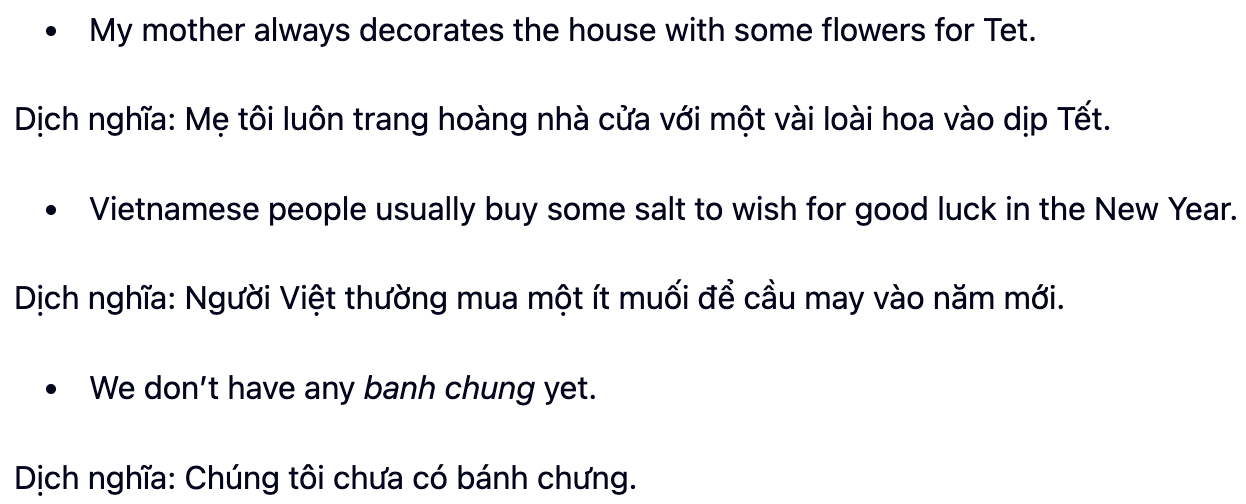 • My mother always decorates the house with some flowers for Tet.
Dịch nghĩa: Mẹ tôi luôn trang hoàng nhà cửa với một vài loài hoa vào dịp Tết.
• Vietnamese people usually buy some salt to wish for good luck in the New Year.
Dịch nghĩa: Người Việt thường mua một ít muối để cầu may vào năm mới.
• We don’t have any banh chung yet.
Dịch nghĩa: Chúng tôi chưa có bánh chưng.